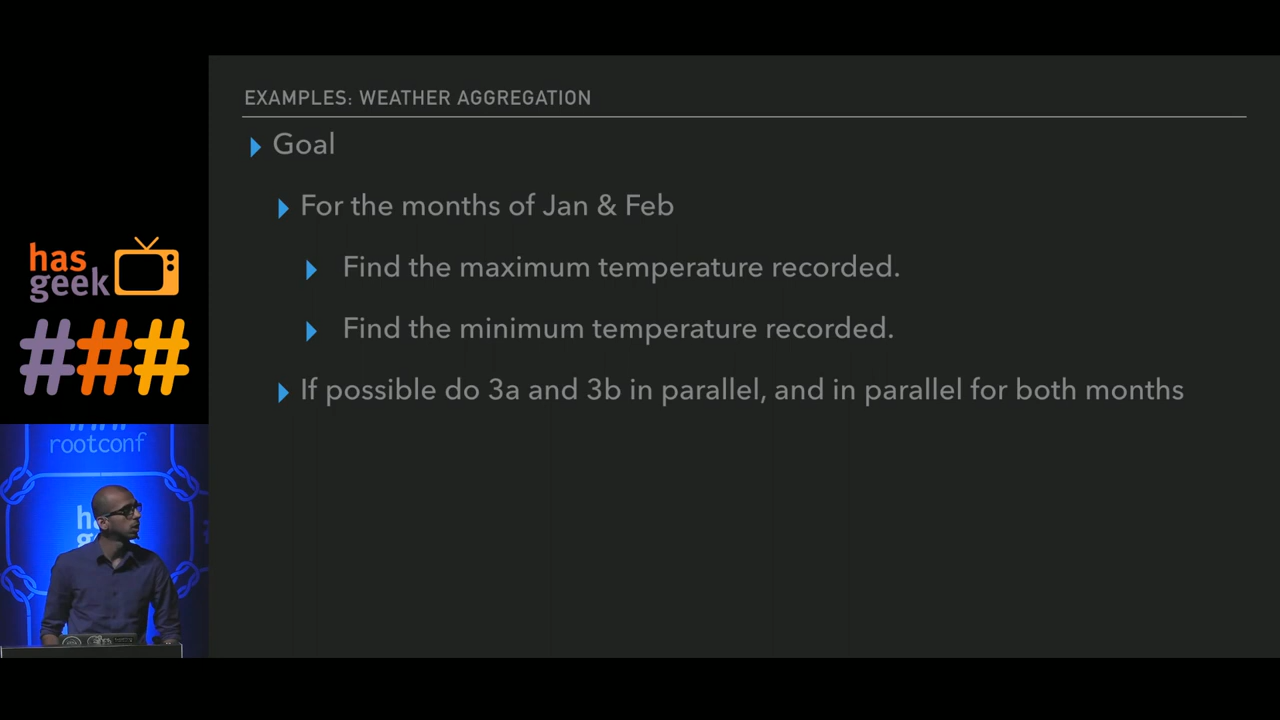 EXAMPLES: WEATHER AGGREGATION
Goal
For the months of Jan & Feb
Find the maximum temperature recorded.
Find the minimum temperature recorded.
If possible do 3a and 3b in parallel, and in parallel for both months
has
geek
###
rootconf